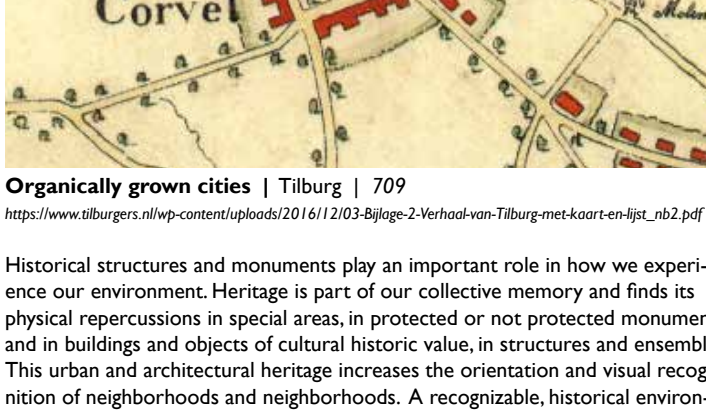 Corvel
Molen
Organically grown cities | Tilburg | 709
https://www.tilburgers.nl/wp-content/uploads/2016/12/03-Bijlage-2-Verhaal-van-Tilburg-met-kaart-en-lijst_nb2.pdf
Historical structures and monuments play an important role in how we experi-
ence our environment. Heritage is part of our collective memory and finds its
physical repercussions in special areas, in protected or not protected monumen
and in buildings and objects of cultural historic value, in structures and ensembl
This urban and architectural heritage increases the orientation and visual recog
nition of neighborhoods and neighborhoods. A recognizable, historical environ-